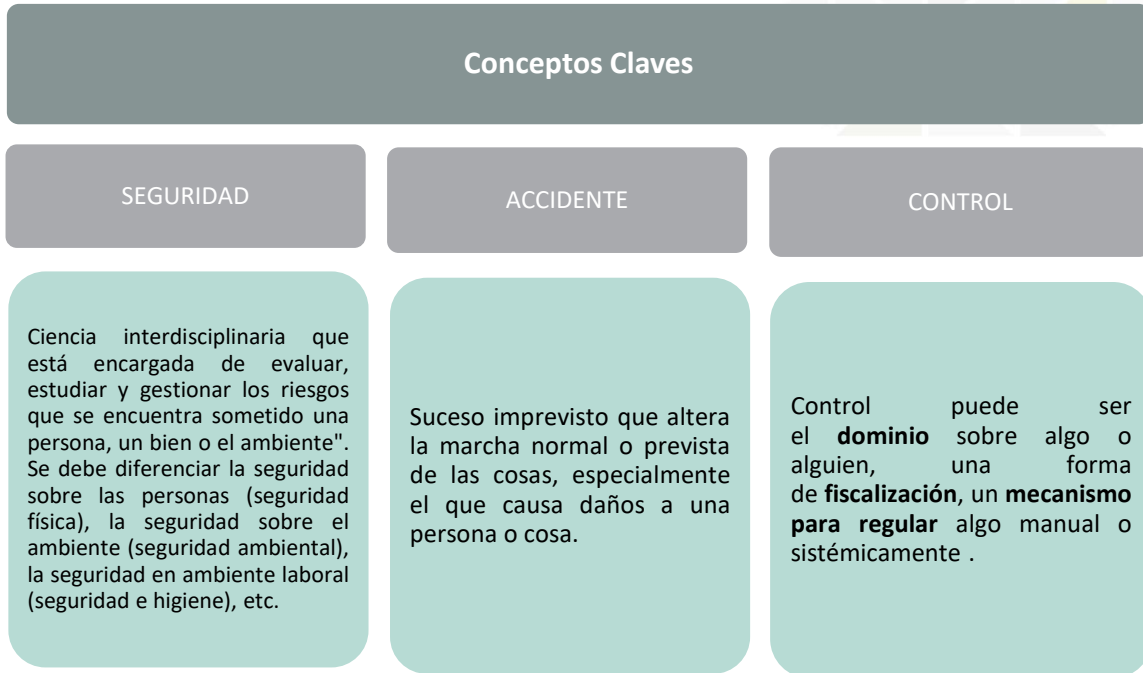 Conceptos Claves
SEGURIDAD
Ciencia interdisciplinaria que
está encargada de evaluar,
estudiar y gestionar los riesgos
que se encuentra sometido una
persona, un bien o el ambiente".
Se debe diferenciar la seguridad
sobre las personas (seguridad
física), la seguridad sobre el
ambiente (seguridad ambiental),
la seguridad en ambiente laboral
(seguridad e higiene), etc.
ACCIDENTE
Suceso imprevisto que altera
la marcha normal o prevista
de las cosas, especialmente
el que causa daños a una
persona o cosa.
CONTROL
Control puede ser
el dominio sobre algo o
alguien, una forma
de fiscalización, un mecanismo
para regular algo manual o
sistémicamente .